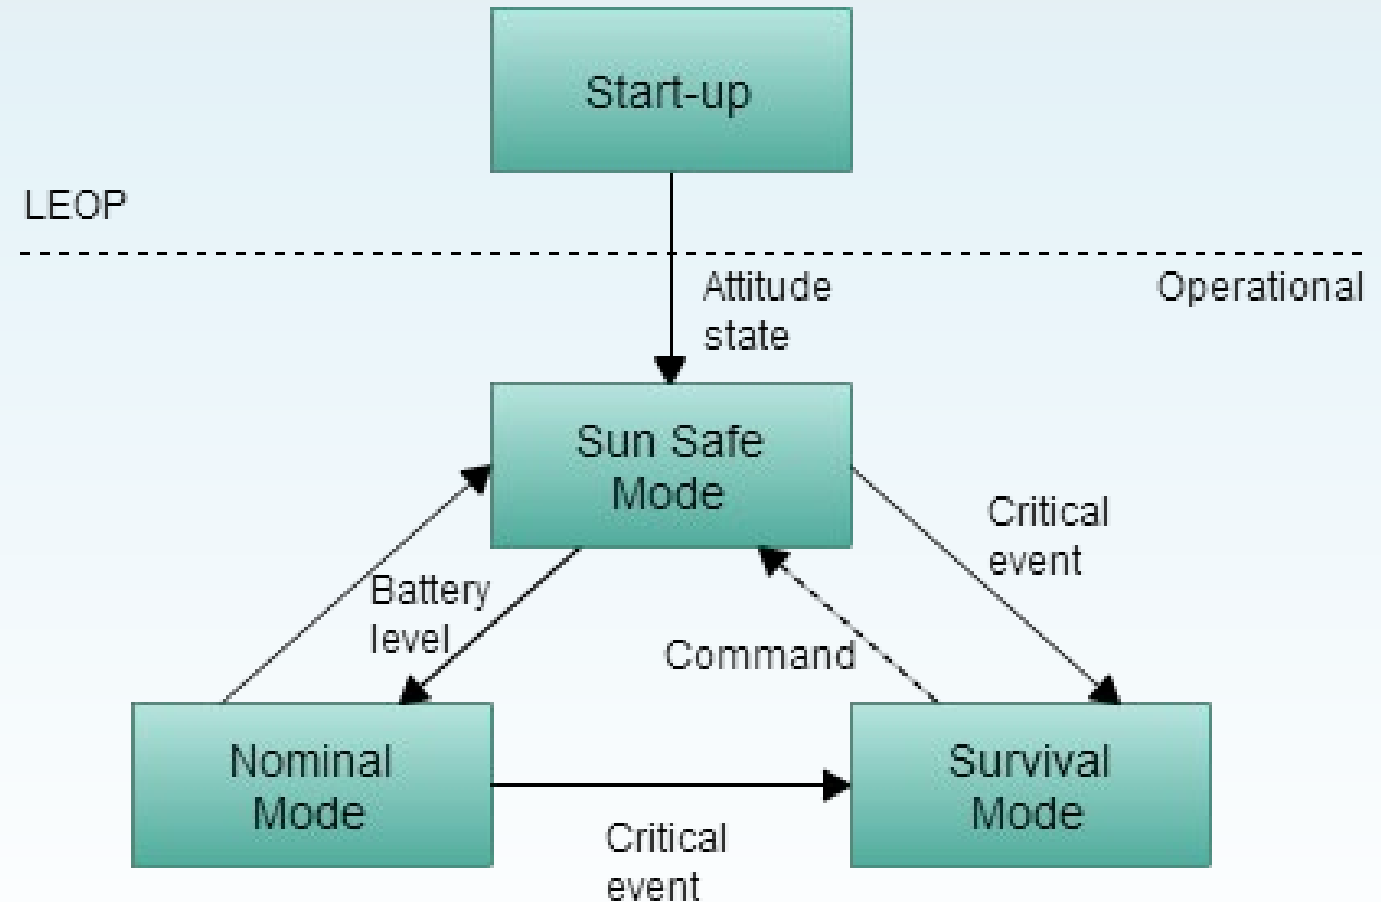 Start-up
LEOP
Attitude
state
Operational
Sun Safe
Mode
Critical
event
Battery
level
Command
Nominal
Mode
Survival
Mode
Critical
event